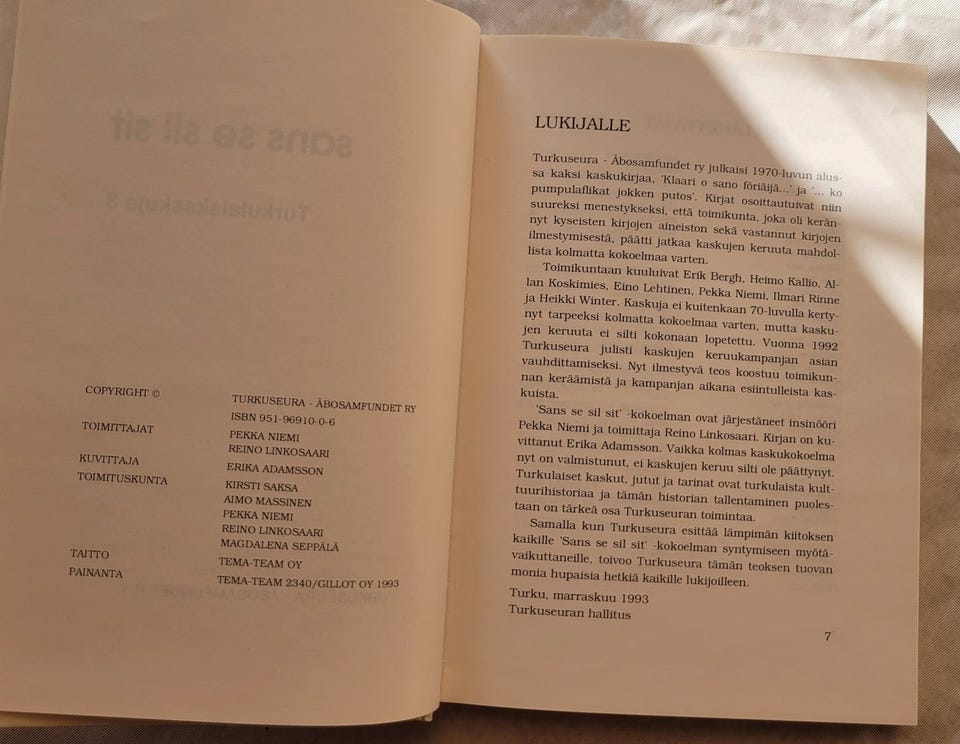 sans se sil sit
Turkulaiskaskuja 3
COPYRIGHT © TURKUSEURA - ÅBOSAMFUNDET RY
ISBN 951-96910-0-6
TOIMITTAJAT PEKKA NIEMI
REINO LINKOSAARI
KUVITTAJA ERIKA ADAMSSON
TOIMITUSKUNTA KIRSTI SAKSA
AIMO MASSINEN
PEKKA NIEMI
REINO LINKOSAARI
MAGDALENA SEPPÄLÄ
TAITTO TEMA-TEAM OY
PAINANTA TEMA-TEAM 2340/GILLOT OY 1993
TURKUSEURA - ÅBOSAMFUNDET
LUKIJALLE
Turkuseura - Åbosamfundet ry julkaisi 1970-luvun alus-
sa kaksi kaskukirjaa, 'Klaari o sano föriäijä...' ja '... ko
pumpulaflikat jokken putos'. Kirjat osoittautuivat niin
suureksi menestykseksi, että toimikunta, joka oli kerän-
nyt kyseisten kirjojen aineiston sekä vastannut kirjojen
ilmestymisestä, päätti jatkaa kaskujen keruuta mahdol-
lista kolmatta kokoelmaa varten.
Toimikuntaan kuuluivat Erik Bergh, Heimo Kallio, Al-
lan Koskimies, Eino Lehtinen, Pekka Niemi, Ilmari Rinne
ja Heikki Winter. Kaskuja ei kuitenkaan 70-luvulla kerty-
nyt tarpeeksi kolmatta kokoelmaa varten, mutta kasku-
jen keruuta ei silti kokonaan lopetettu. Vuonna 1992
Turkuseura julisti kaskujen keruukampanjan asian
vauhdittamiseksi. Nyt ilmestyvä teos koostuu toimikun-
nan keräämistä ja kampanjan aikana esiintulleista kas-
kuista.
'Sans se sil sit' -kokoelman ovat järjestäneet insinööri
Pekka Niemi ja toimittaja Reino Linkosaari. Kirjan on ku-
vittanut Erika Adamsson. Vaikka kolmas kaskukokoelma
nyt on valmistunut, ei kaskujen keruu silti ole päättynyt.
Turkulaiset kaskut, jutut ja tarinat ovat turkulaista kult-
tuurihistoriaa ja tämän historian tallentaminen puoles-
taan on tärkeä osa Turkuseuran toimintaa.
Samalla kun Turkuseura esittää lämpimän kiitoksen
kaikille 'Sans se sil sit' -kokoelman syntymiseen myötä-
vaikuttaneille, toivoo Turkuseura tämän teoksen tuovan
monia hupaisia hetkiä kaikille lukijoilleen.
Turku, marraskuu 1993
Turkuseuran hallitus
7